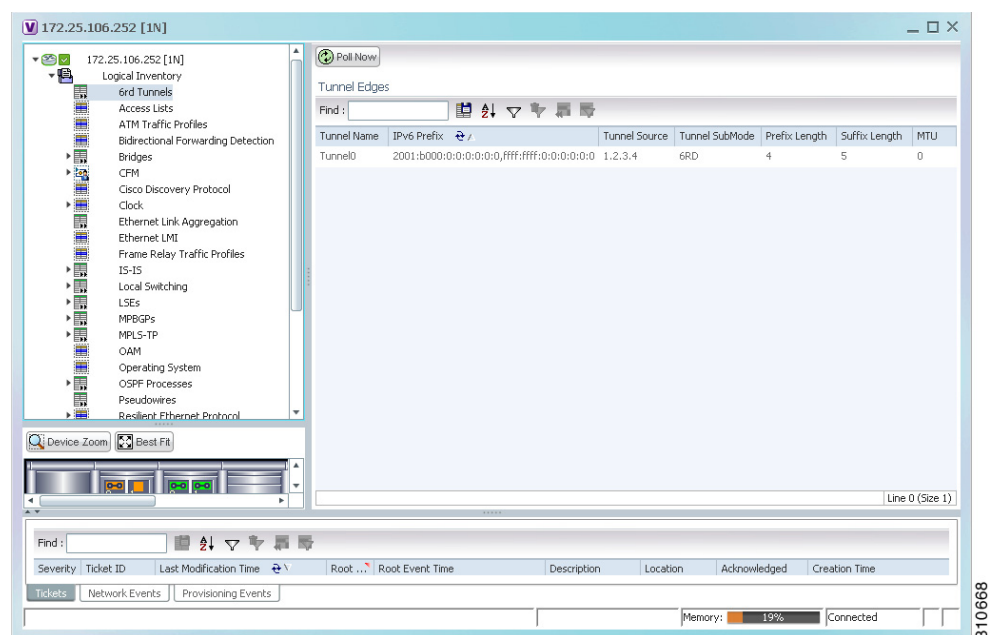 172.25.106.252 [1N]
172.25.106.252 [1N]
Logical Inventory
6rd Tunnels
Access Lists
ATM Traffic Profiles
Bidirectional Forwarding Detection
Bridges
CFM
Cisco Discovery Protocol
Clock
Ethernet Link Aggregation
Ethernet LMI
Frame Relay Traffic Profiles
IS-IS
Local Switching
LSEs
MPBGPs
MPLS-TP
OAM
Operating System
OSPF Processes
Pseudowires
Resilient Ethernet Protocol
Device Zoom Best Fit
Poll Now
Tunnel Edges
Find :
Tunnel Name IPv6 Prefix Tunnel Source Tunnel SubMode Prefix Length Suffix Length MTU
Tunnel0 2001:b000:0:0:0:0:0:0,ffff:ffff:0:0:0:0:0:0 1.2.3.4 6RD 4 5 0
Line 0 (Size 1)
Find :
Severity Ticket ID Last Modification Time Root ... Root Event Time Description Location Acknowledged Creation Time
Tickets Network Events Provisioning Events
Memory: 19% Connected
310668